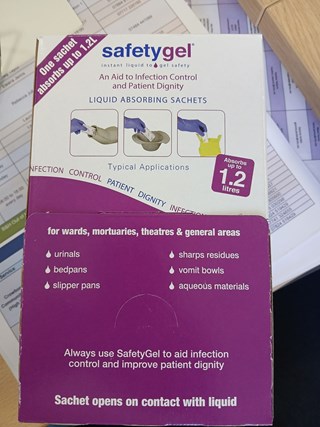 One sachet
absorbs up to 1.2L
safetygel®
instant liquid to gel safety
An Aid to Infection Control
and Patient Dignity
LIQUID ABSORBING SACHETS
Typical Applications
Absorbs
up to
1.2
litres
NFECTION CONTROL PATIENT DIGNITY INFECTIO
for wards, mortuaries, theatres & general areas
urinals
bedpans
slipper pans
sharps residues
vomit bowls
aqueous materials
Always use SafetyGel to aid infection
control and improve patient dignity
Sachet opens on contact with liquid